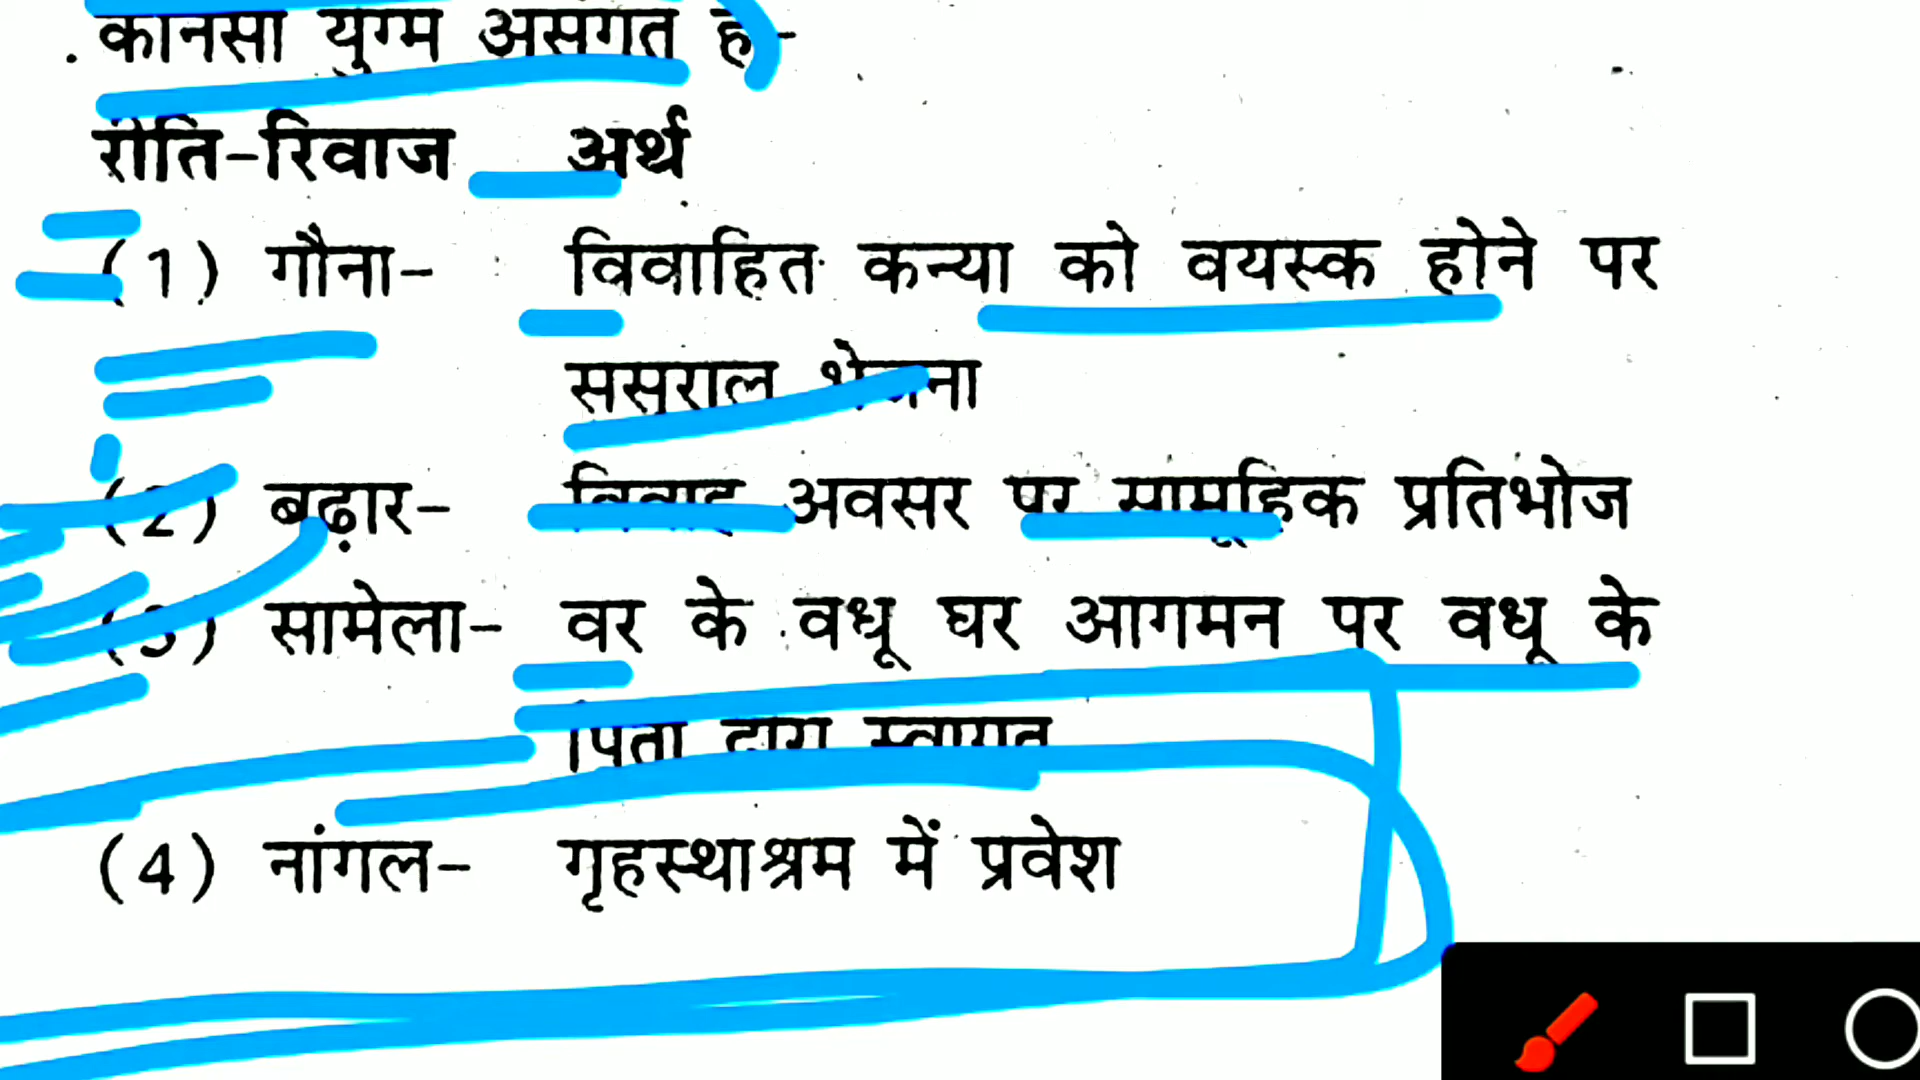 . कौनसा युग्म असंगत है-
रीति-रिवाज अर्थ
(1) गौना- विवाहित कन्या को वयस्क होने पर
ससुराल भेजना
(2) बढ़ार- विवाह अवसर पर सामूहिक प्रतिभोज
(3) सामेला- वर के वधू घर आगमन पर वधू के
पिता द्वारा स्वागत
(4) नांगल- गृहस्थाश्रम में प्रवेश